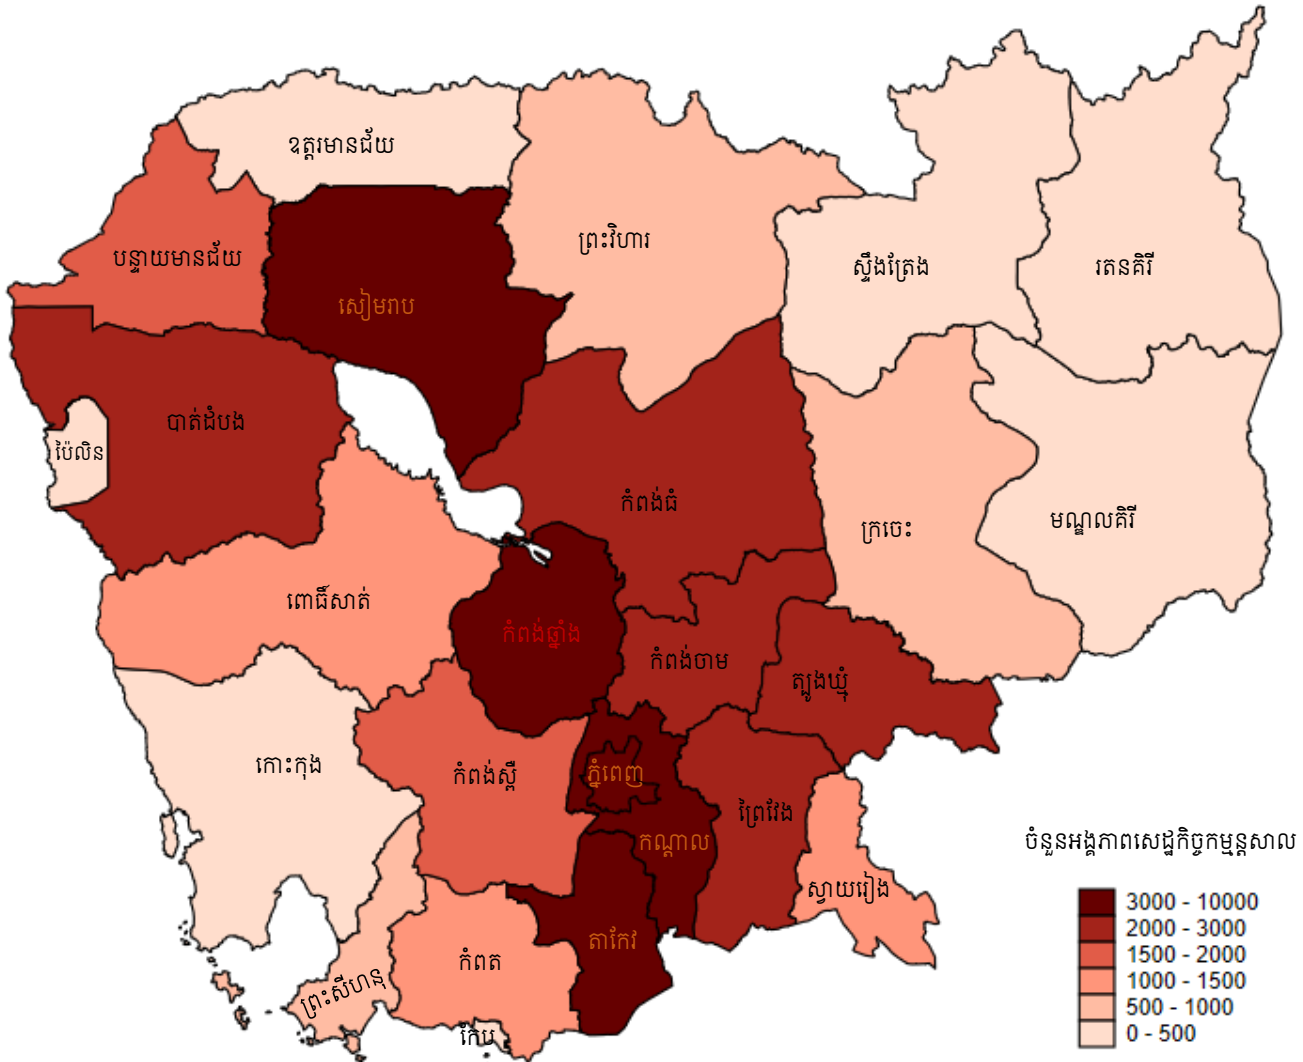 ឧត្តរមានជ័យ
ព្រះវិហារ
បន្ទាយមានជ័យ
ស្ទឹងត្រែង
រតនគិរី
សៀមរាប
បាត់ដំបង
ប៉ៃលិន
កំពង់ធំ
ក្រចេះ
មណ្ឌលគិរី
ពោធិ៍សាត់
កំពង់ឆ្នាំង
កំពង់ចាម
ត្បូងឃ្មុំ
កោះកុង
កំពង់ស្ពឺ
ភ្នំពេញ
ព្រៃវែង
កណ្តាល
ស្វាយរៀង
តាកែវ
កំពត
ព្រះសីហនុ
កែប
ចំនួនអង្គភាពសេដ្ឋកិច្ចកម្មន្តសាល
3000 - 10000
2000 - 3000
1500 - 2000
1000 - 1500
500 - 1000
0 - 500